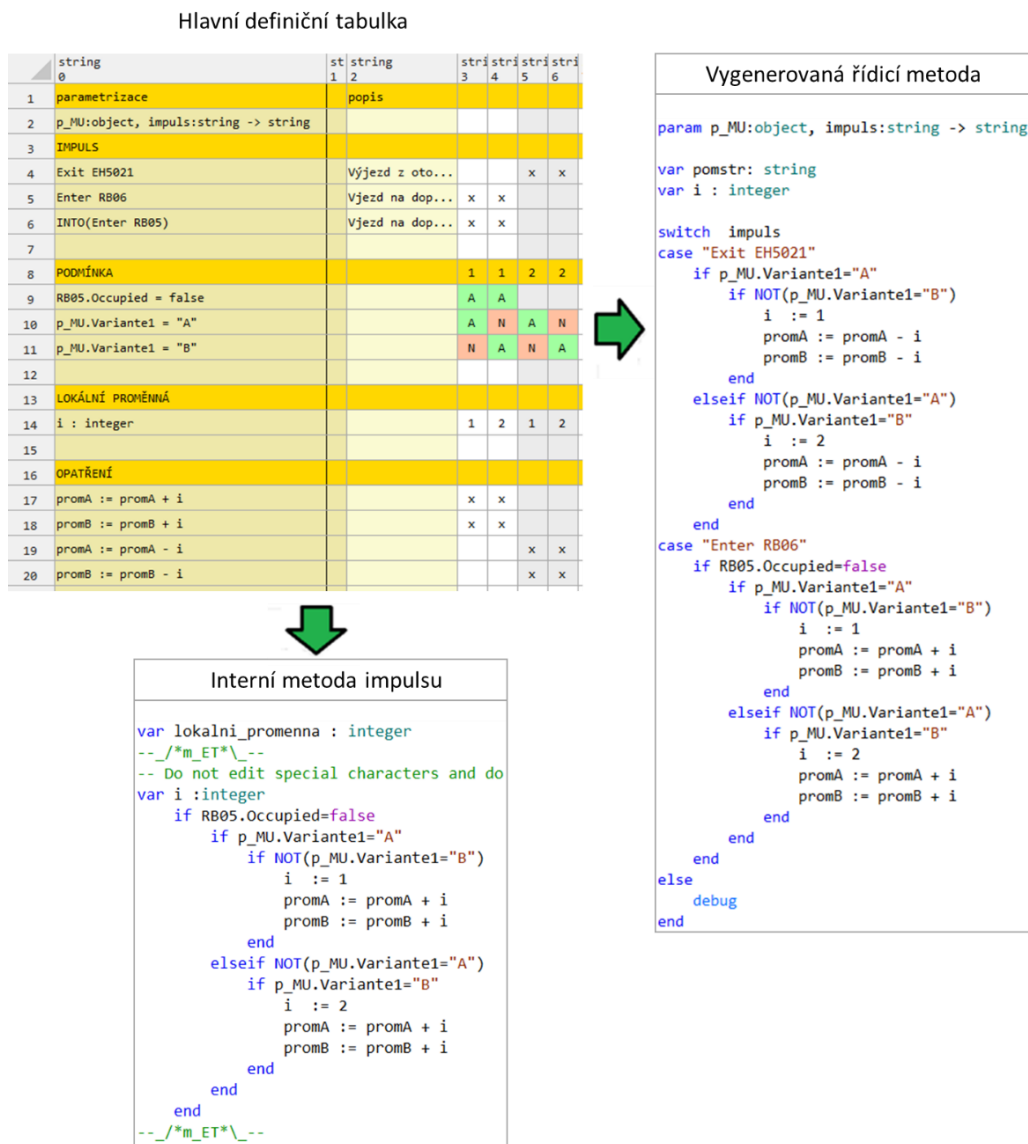 Hlavní definiční tabulka
string st string stri stri stri stri
0 1 2 3 4 5 6
1 parametrizace popis
2 p_MU:object, impuls:string -> string
3 IMPULS
4 Exit EH5021 Výjezd z oto... x x
5 Enter RB06 Vjezd na dop... x x
6 INTO(Enter RB05) Vjezd na dop... x x
7
8 PODMÍNKA 1 1 2 2
9 RB05.Occupied = false A A
10 p_MU.Variante1 = "A" A N A N
11 p_MU.Variante1 = "B" N A N A
12
13 LOKÁLNÍ PROMĚNNÁ
14 i : integer 1 2 1 2
15
16 OPATŘENÍ
17 promA := promA + i x x
18 promB := promB + i x x
19 promA := promA - i x x
20 promB := promB - i x x
Vygenerovaná řídicí metoda
param p_MU:object, impuls:string -> string
var pomstr: string
var i : integer
switch impuls
case "Exit EH5021"
if p_MU.Variante1="A"
if NOT(p_MU.Variante1="B")
i := 1
promA := promA - i
promB := promB - i
end
elseif NOT(p_MU.Variante1="A")
if p_MU.Variante1="B"
i := 2
promA := promA - i
promB := promB - i
end
end
case "Enter RB06"
if RB05.Occupied=false
if p_MU.Variante1="A"
if NOT(p_MU.Variante1="B")
i := 1
promA := promA + i
promB := promB + i
end
elseif NOT(p_MU.Variante1="A")
if p_MU.Variante1="B"
i := 2
promA := promA + i
promB := promB + i
end
end
end
else
debug
end
Interní metoda impulsu
var lokalni_promenna : integer
--_/*m_ET*\_--
-- Do not edit special characters and do
var i :integer
if RB05.Occupied=false
if p_MU.Variante1="A"
if NOT(p_MU.Variante1="B")
i := 1
promA := promA + i
promB := promB + i
end
elseif NOT(p_MU.Variante1="A")
if p_MU.Variante1="B"
i := 2
promA := promA + i
promB := promB + i
end
end
end
--_/*m_ET*\_--